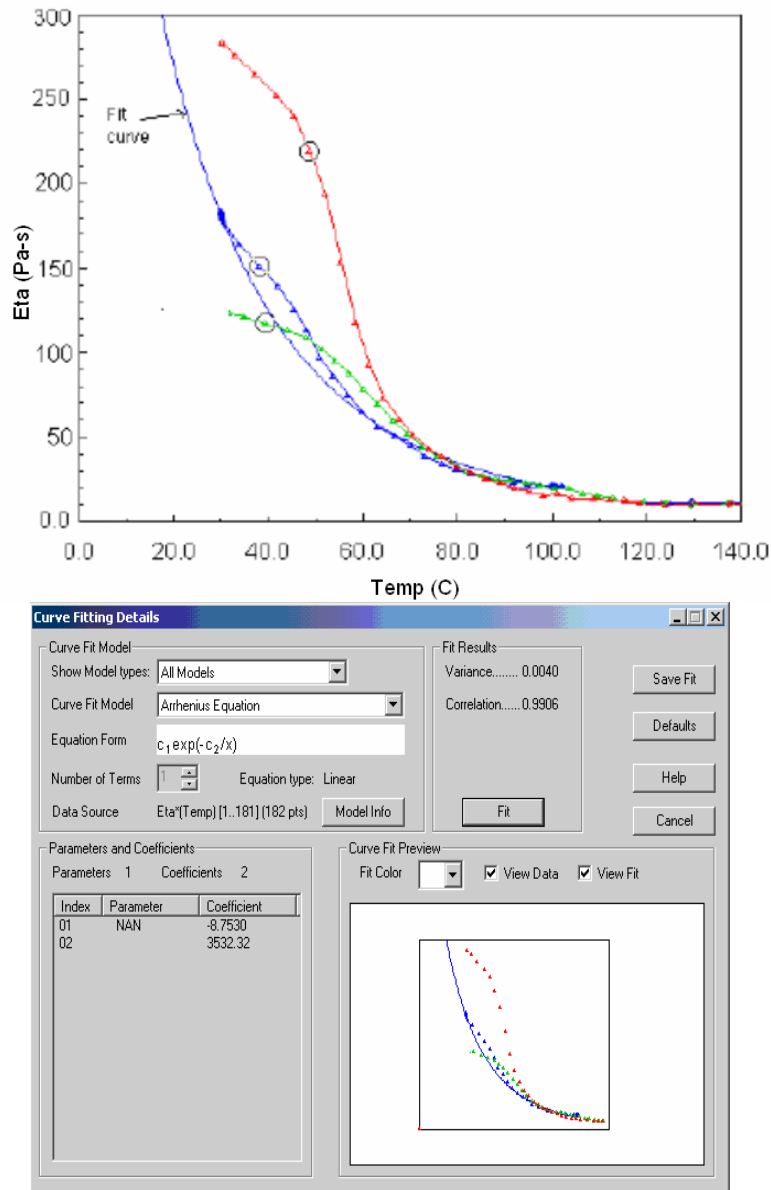 300
250
200
150
100
50
0.0
Eta (Pa-s)
Fit
curve
0.0 20.0 40.0 60.0 80.0 100.0 120.0 140.0
Temp (C)
Curve Fitting Details
Curve Fit Model
Show Model types: All Models
Curve Fit Model Arrhenius Equation
Equation Form c₁exp(-c₂/x)
Number of Terms 1 Equation type: Linear
Data Source Eta*(Temp) [1..181] (182 pts) Model Info
Fit Results
Variance........ 0.0040
Correlation...... 0.9906
Fit
Save Fit
Defaults
Help
Cancel
Parameters and Coefficients
Parameters 1 Coefficients 2
Index Parameter Coefficient
01 NAN -8.7530
02 3532.32
Curve Fit Preview
Fit Color View Data View Fit